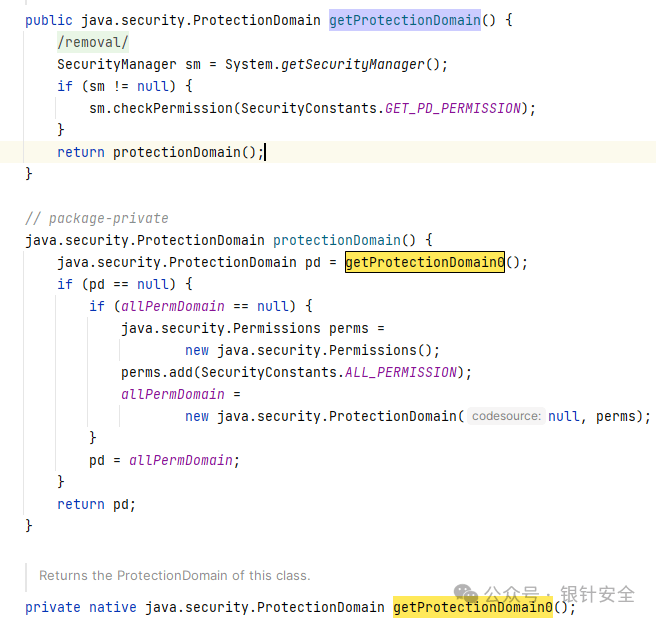 public java.security.ProtectionDomain getProtectionDomain() {
/removal/
SecurityManager sm = System.getSecurityManager();
if (sm != null) {
sm.checkPermission(SecurityConstants.GET_PD_PERMISSION);
}
return protectionDomain();
}
// package-private
java.security.ProtectionDomain protectionDomain() {
java.security.ProtectionDomain pd = getProtectionDomain0();
if (pd == null) {
if (allPermDomain == null) {
java.security.Permissions perms =
new java.security.Permissions();
perms.add(SecurityConstants.ALL_PERMISSION);
allPermDomain =
new java.security.ProtectionDomain( codesource: null, perms);
}
pd = allPermDomain;
}
return pd;
}
Returns the ProtectionDomain of this class.
公众号 · 银针安全
private native java.security.ProtectionDomain getProtectionDomain0();